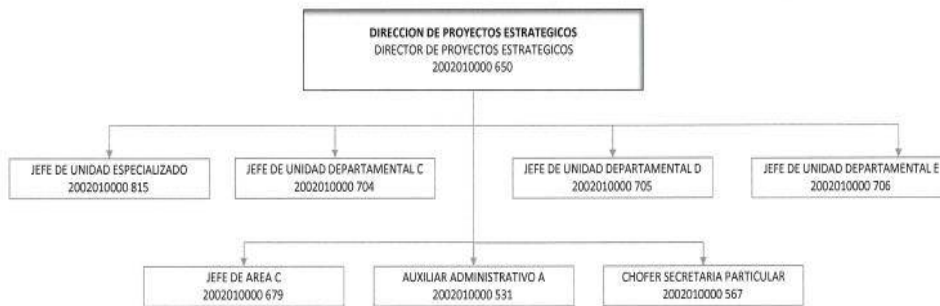 DIRECCION DE PROYECTOS ESTRATEGICOS
DIRECTOR DE PROYECTOS ESTRATEGICOS
2002010000 650
JEFE DE UNIDAD ESPECIALIZADO
2002010000 815
JEFE DE UNIDAD DEPARTAMENTAL C
2002010000 704
JEFE DE UNIDAD DEPARTAMENTAL D
2002010000 705
JEFE DE UNIDAD DEPARTAMENTAL E
2002010000 706
JEFE DE AREA C
2002010000 679
AUXILIAR ADMINISTRATIVO A
2002010000 531
CHOFER SECRETARIA PARTICULAR
2002010000 567